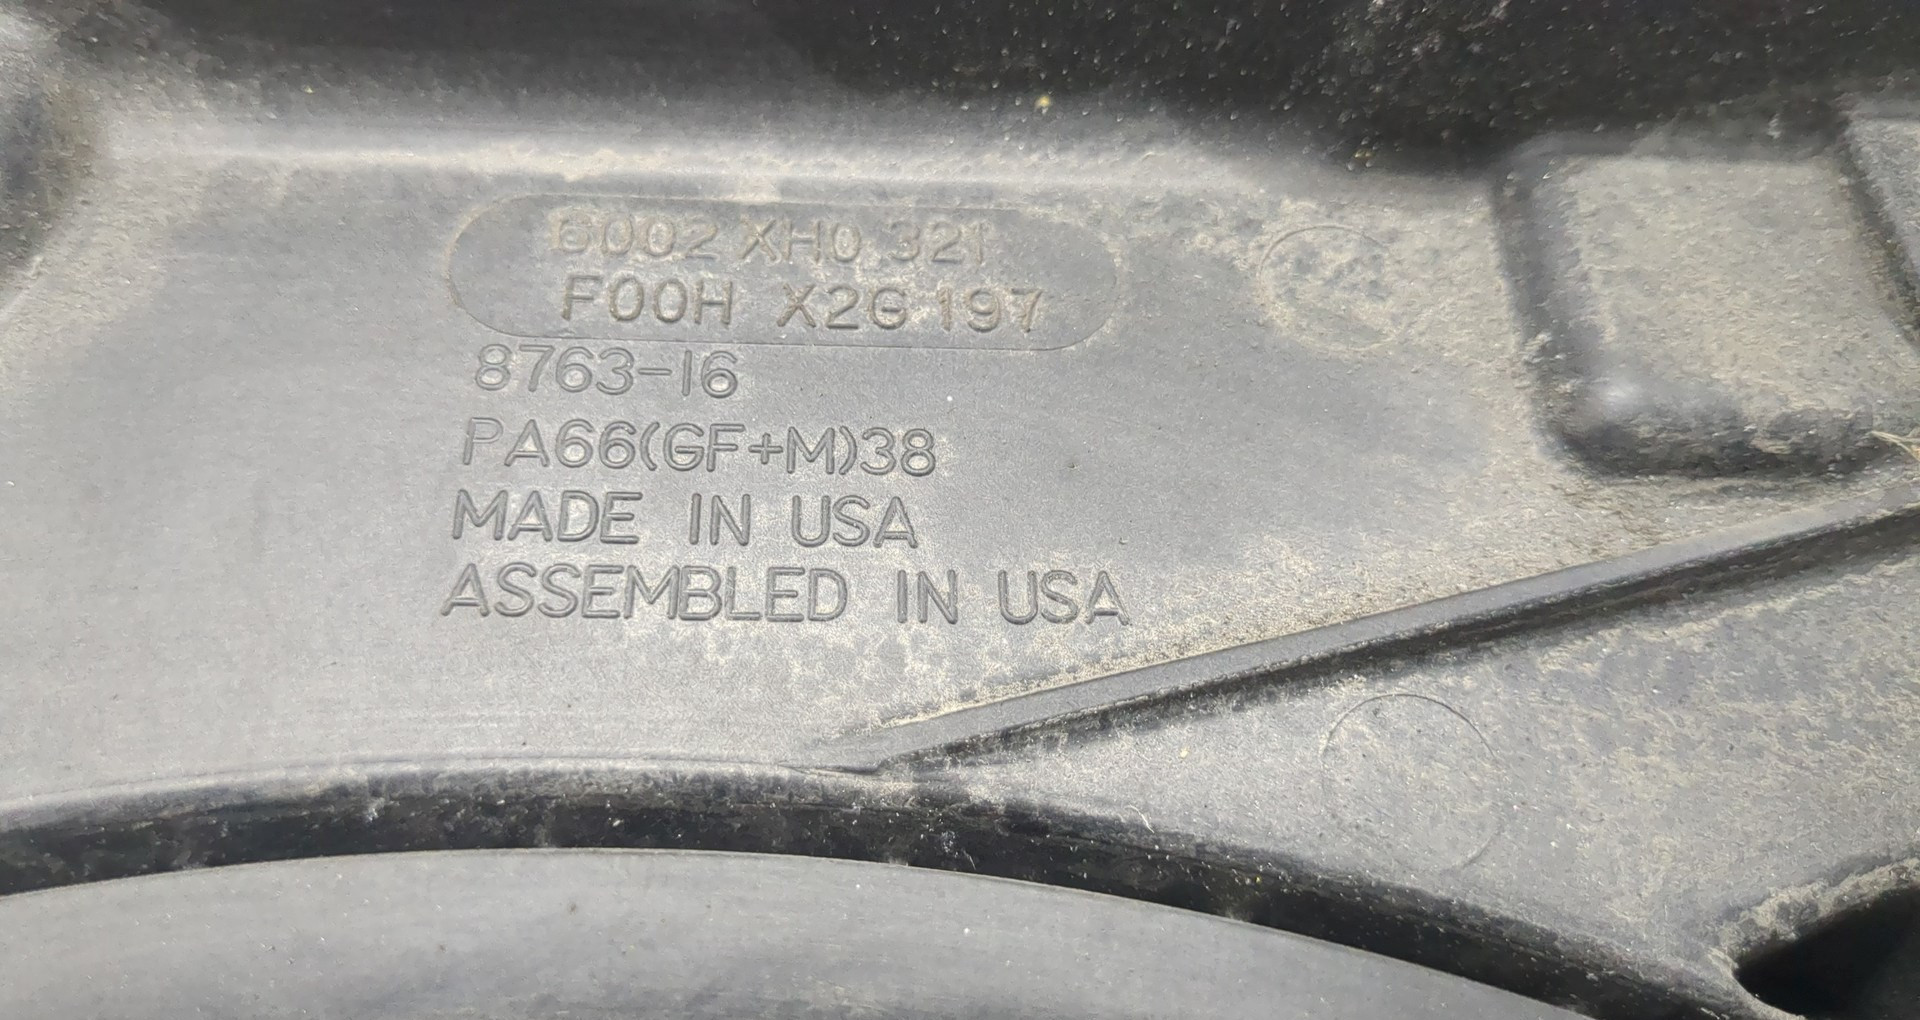 6002 XH0 321
F00H X2G 197
8763-16
PA66(GF+M)38
MADE IN USA
ASSEMBLED IN USA